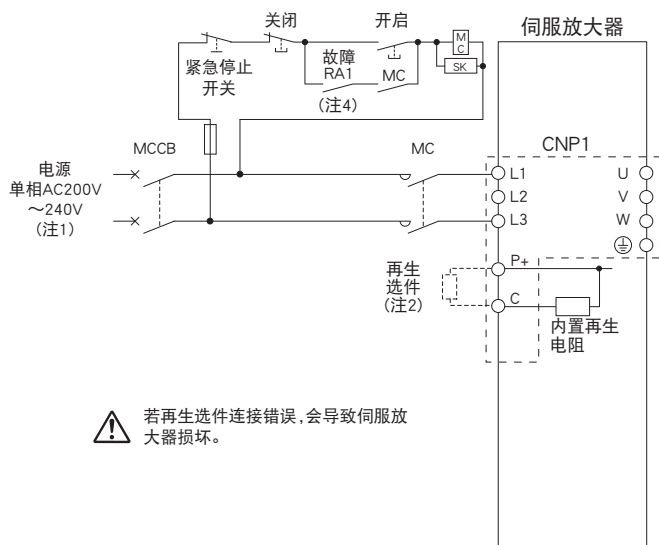 关闭
开启
伺服放大器
紧急停止
开关
故障
RA1
(注4)
MC
MC
SK
MCCB
MC
CNP1
电源
单相AC200V
～240V
(注1)
L1
L2
L3
U
V
W
P+
C
再生
选件
(注2)
内置再生
电阻
若再生选件连接错误,会导致伺服放
大器损坏。